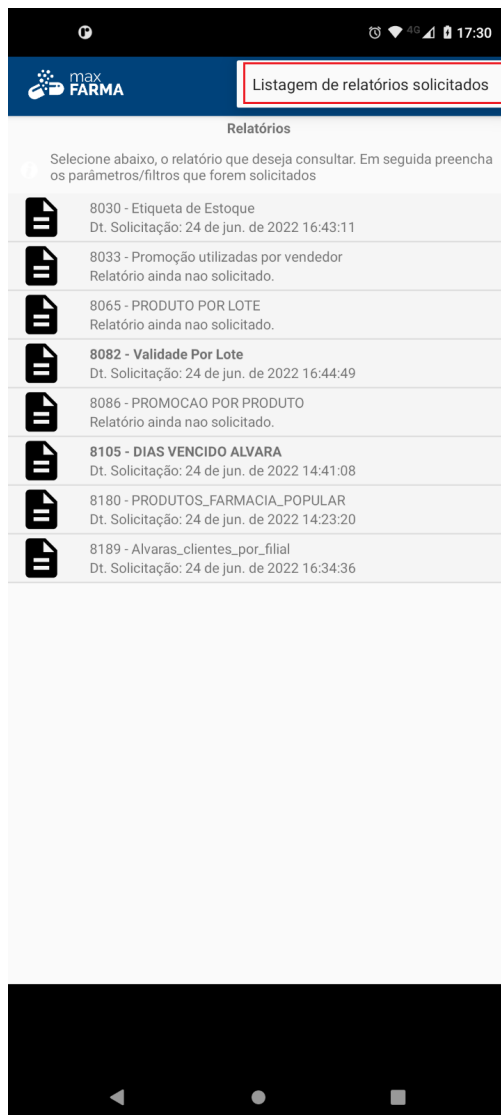 4G 17:30
max
FARMA
Listagem de relatórios solicitados
Relatórios
Selecione abaixo, o relatório que deseja consultar. Em seguida preencha
os parâmetros/filtros que forem solicitados
8030 - Etiqueta de Estoque
Dt. Solicitação: 24 de jun. de 2022 16:43:11
8033 - Promoção utilizadas por vendedor
Relatório ainda nao solicitado.
8065 - PRODUTO POR LOTE
Relatório ainda nao solicitado.
8082 - Validade Por Lote
Dt. Solicitação: 24 de jun. de 2022 16:44:49
8086 - PROMOCAO POR PRODUTO
Relatório ainda nao solicitado.
8105 - DIAS VENCIDO ALVARA
Dt. Solicitação: 24 de jun. de 2022 14:41:08
8180 - PRODUTOS_FARMACIA_POPULAR
Dt. Solicitação: 24 de jun. de 2022 14:23:20
8189 - Alvaras_clientes_por_filial
Dt. Solicitação: 24 de jun. de 2022 16:34:36